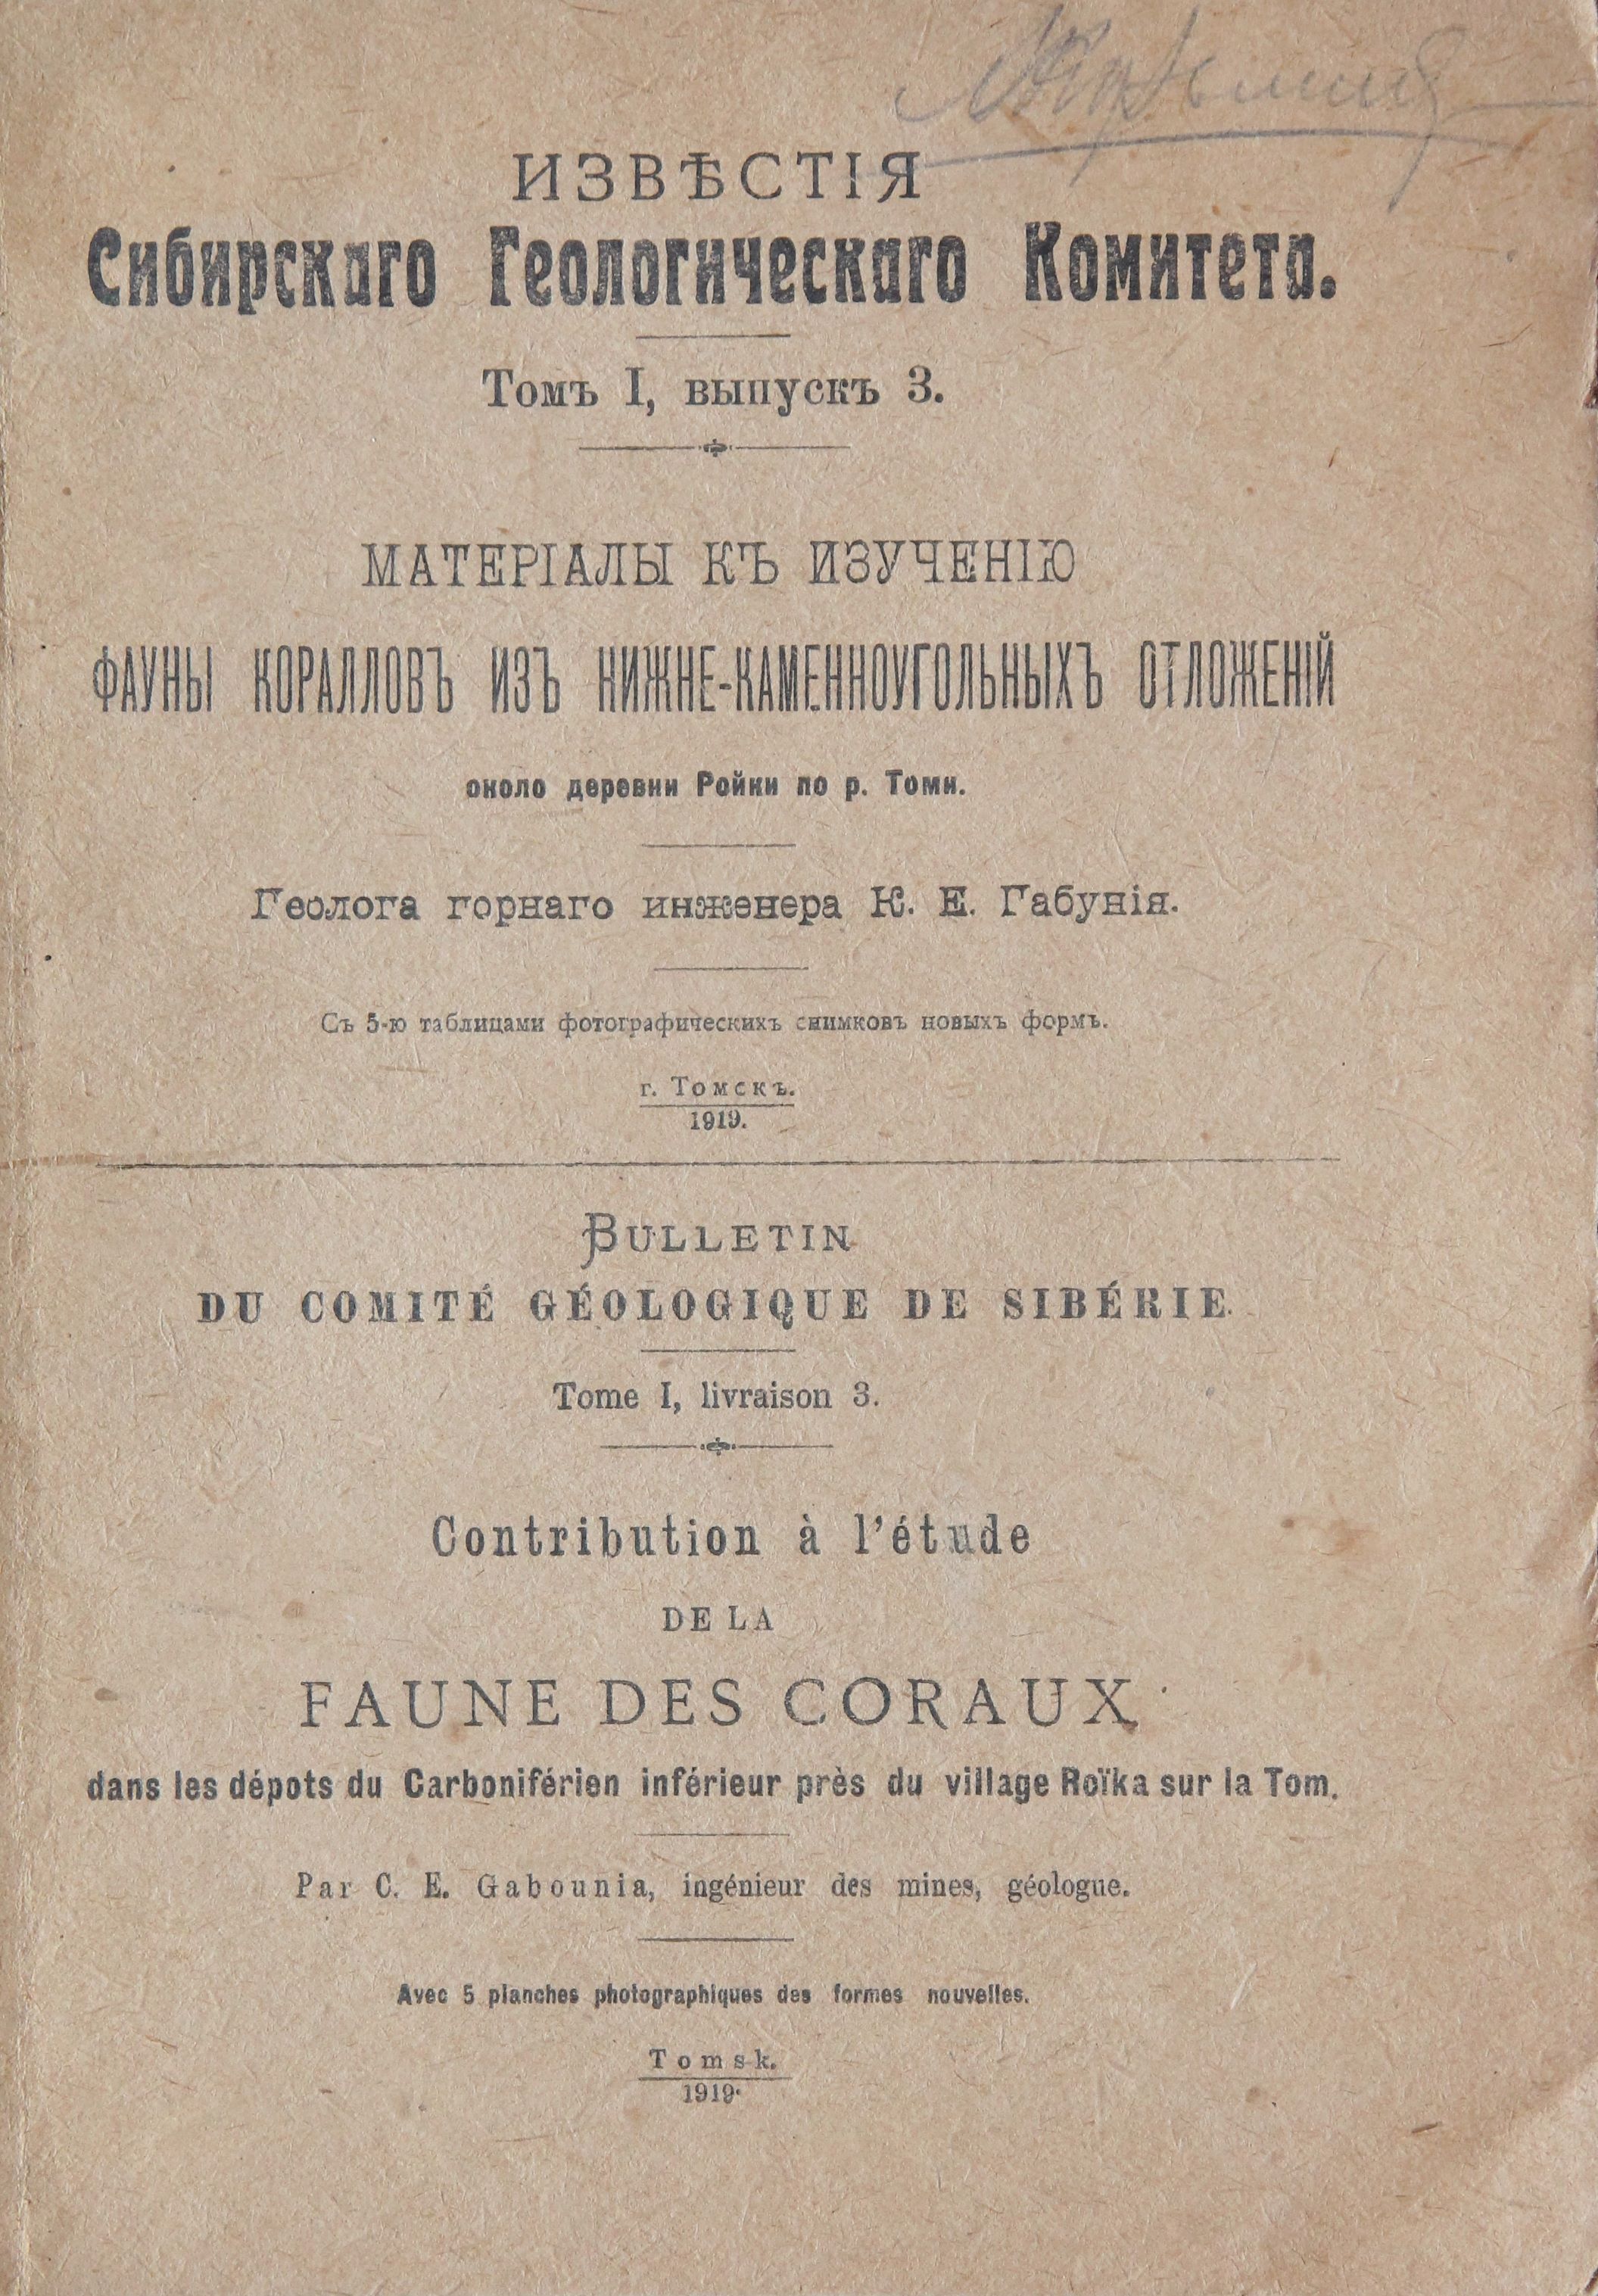 ИЗВѢСТІЯ
Сибирскаго Геологическаго Комитета.
Томъ I, выпускъ 3.
МАТЕРІАЛЫ КЪ ИЗУЧЕНІЮ
ФАУНЫ КОРАЛЛОВЪ ИЗЪ НИЖНЕ-КАМЕННОУГОЛЬНЫХЪ ОТЛОЖЕНІЙ
около деревни Ройки по р. Томи.
Геолога горнаго инженера К. Е. Габунія.
Съ 5-ю таблицами фотографическихъ снимковъ новыхъ формъ.
г. Томскъ.
1919.
BULLETIN
DU COMITÉ GÉOLOGIQUE DE SIBÉRIE.
Tome I, livraison 3.
Contribution à l'étude
DE LA
FAUNE DES CORAUX
dans les dépots du Carboniférien inférieur près du village Roïka sur la Tom.
Par C. E. Gabounia, ingénieur des mines, géologue.
Avec 5 planches photographiques des formes nouvelles.
Tomsk.
1919.